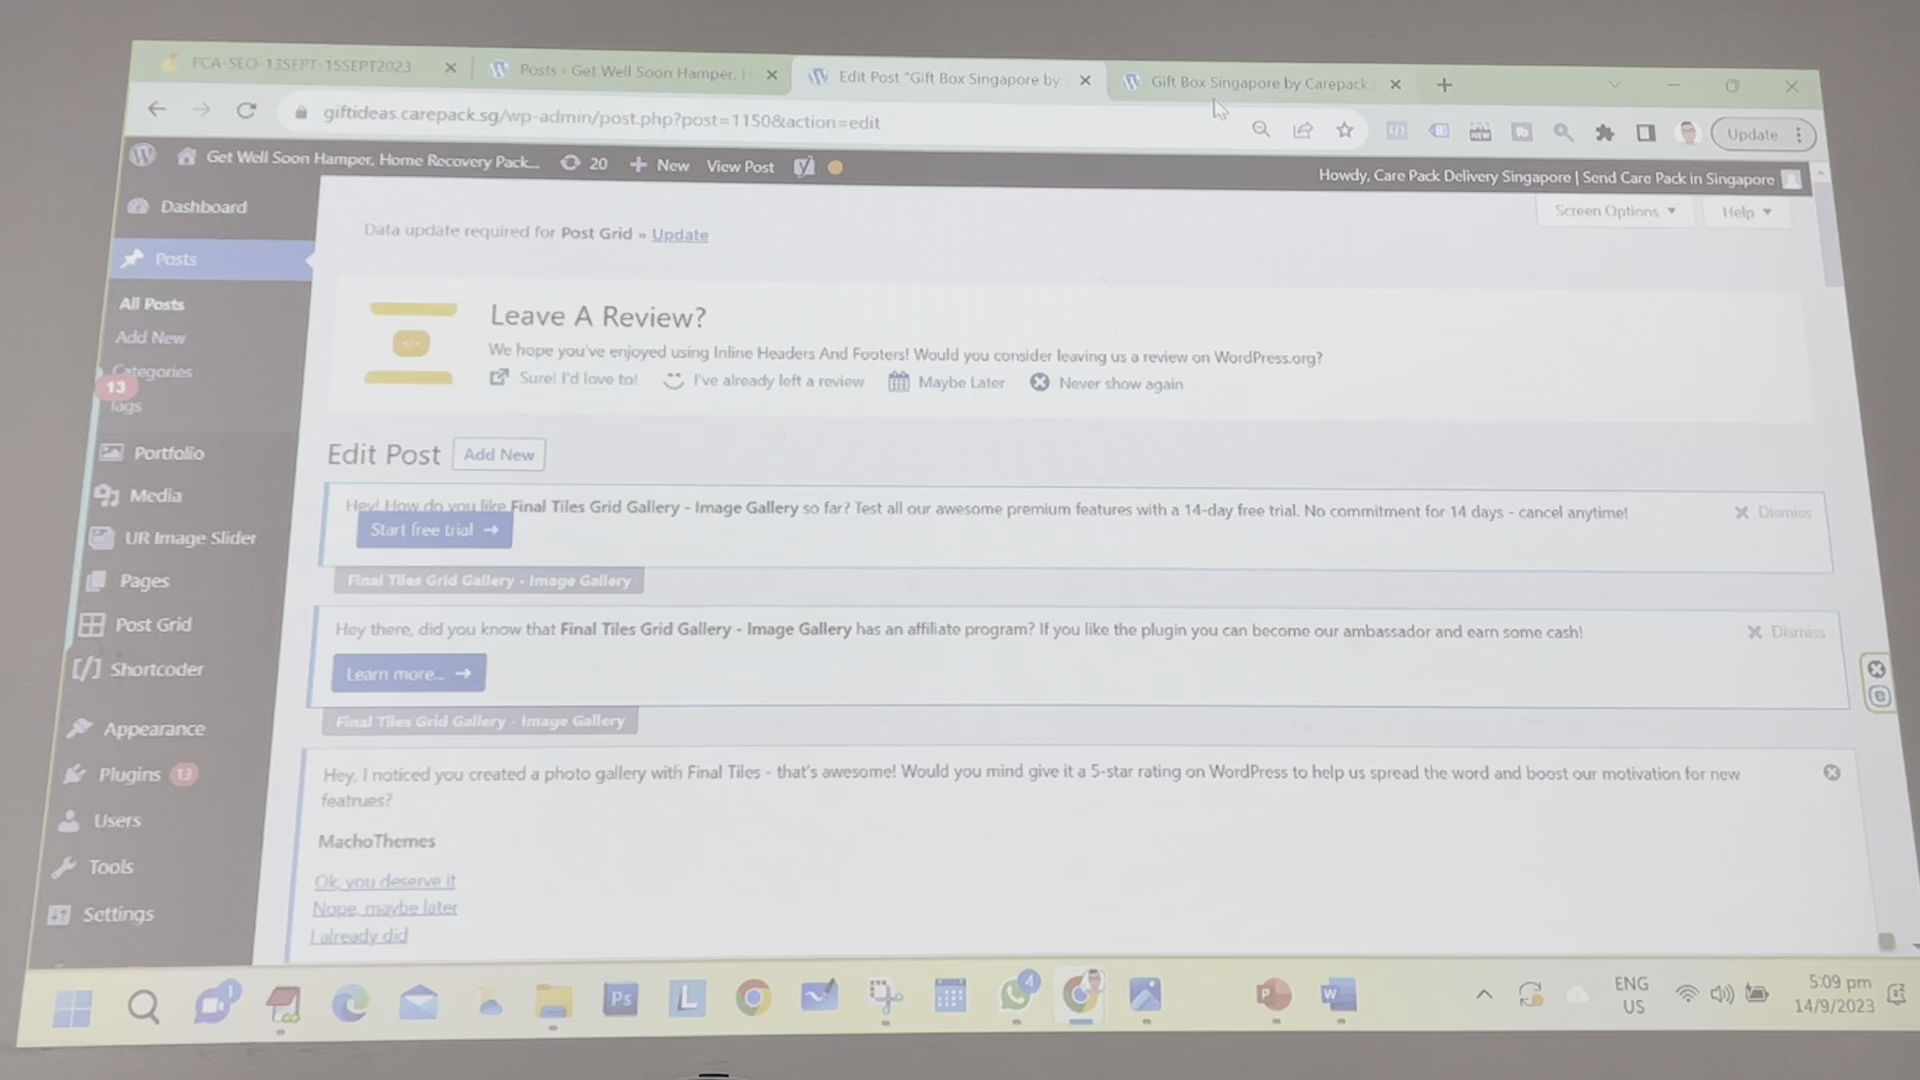 FCA-SEO-13SEPT-15SEPT2023
Posts ‹ Get Well Soon Hamper, H
Edit Post "Gift Box Singapore by
Gift Box Singapore by Carepack
giftideas.carepack.sg/wp-admin/post.php?post=1150&action=edit
NEW
Update
Get Well Soon Hamper, Home Recovery Pack...
20
New
View Post
Howdy, Care Pack Delivery Singapore | Send Care Pack in Singapore
Screen Options
Help
Dashboard
Posts
All Posts
Add New
Categories
13
Tags
Portfolio
Media
UR Image Slider
Pages
Post Grid
[/] Shortcoder
Appearance
Plugins 13
Users
Tools
Settings
Data update required for Post Grid » Update
Leave A Review?
We hope you've enjoyed using Inline Headers And Footers! Would you consider leaving us a review on WordPress.org?
Sure! I'd love to!
I've already left a review
Maybe Later
Never show again
Edit Post
Add New
Hey! How do you like Final Tiles Grid Gallery - Image Gallery so far? Test all our awesome premium features with a 14-day free trial. No commitment for 14 days - cancel anytime!
Dismiss
Start free trial →
Final Tiles Grid Gallery - Image Gallery
Hey there, did you know that Final Tiles Grid Gallery - Image Gallery has an affiliate program? If you like the plugin you can become our ambassador and earn some cash!
Dismiss
Learn more... →
Final Tiles Grid Gallery - Image Gallery
Hey, I noticed you created a photo gallery with Final Tiles - that's awesome! Would you mind give it a 5-star rating on WordPress to help us spread the word and boost our motivation for new
featrues?
MachoThemes
Ok, you deserve it
Nope, maybe later
I already did
1
Ps
L
4
P
W
ENG
US
5:09 pm
14/9/2023